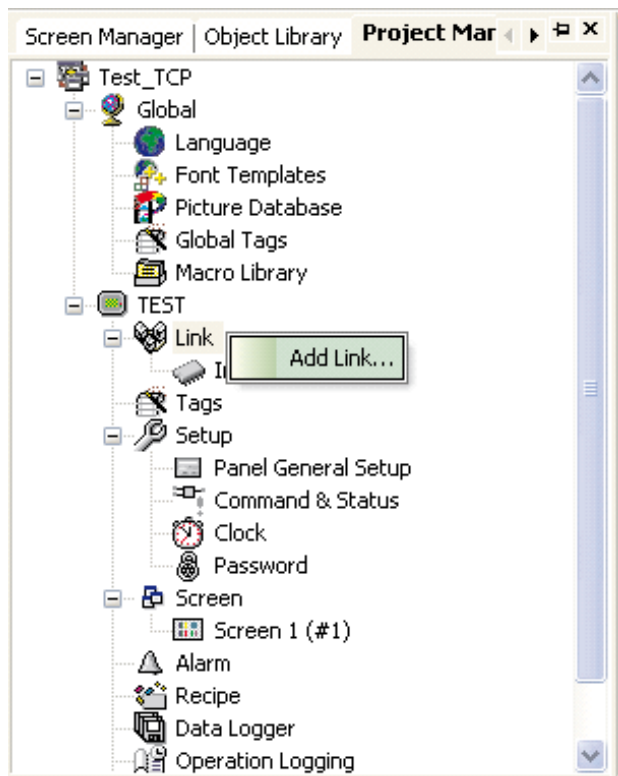 Screen Manager Object Library Project Mar
Test_TCP
Global
Language
Font Templates
Picture Database
Global Tags
Macro Library
TEST
Link
Add Link...
Tags
Setup
Panel General Setup
Command & Status
Clock
Password
Screen
Screen 1 (#1)
Alarm
Recipe
Data Logger
Operation Logging